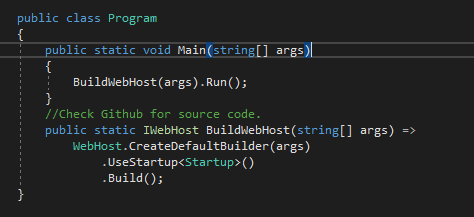 public class Program
{
public static void Main(string[] args)
{
BuildWebHost(args).Run();
}
//Check Github for source code.
public static IWebHost BuildWebHost(string[] args) =>
WebHost.CreateDefaultBuilder(args)
.UseStartup<Startup>()
.Build();
}